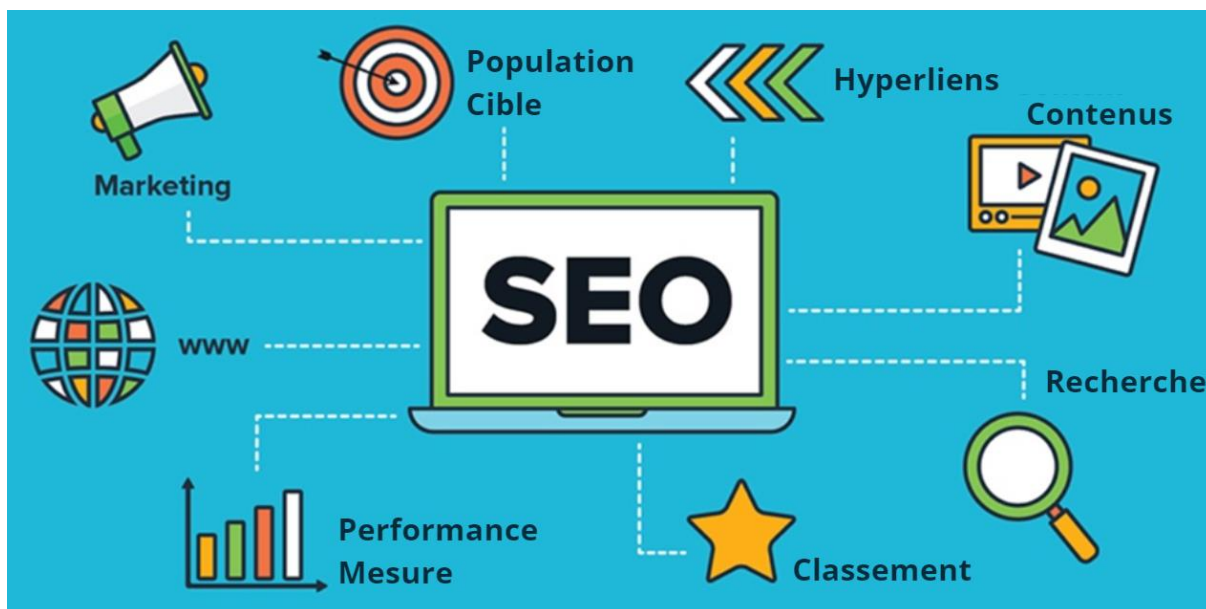 Population
Cible
Hyperliens
Contenus
Marketing
SEO
www
Recherche
Performance
Mesure
Classement